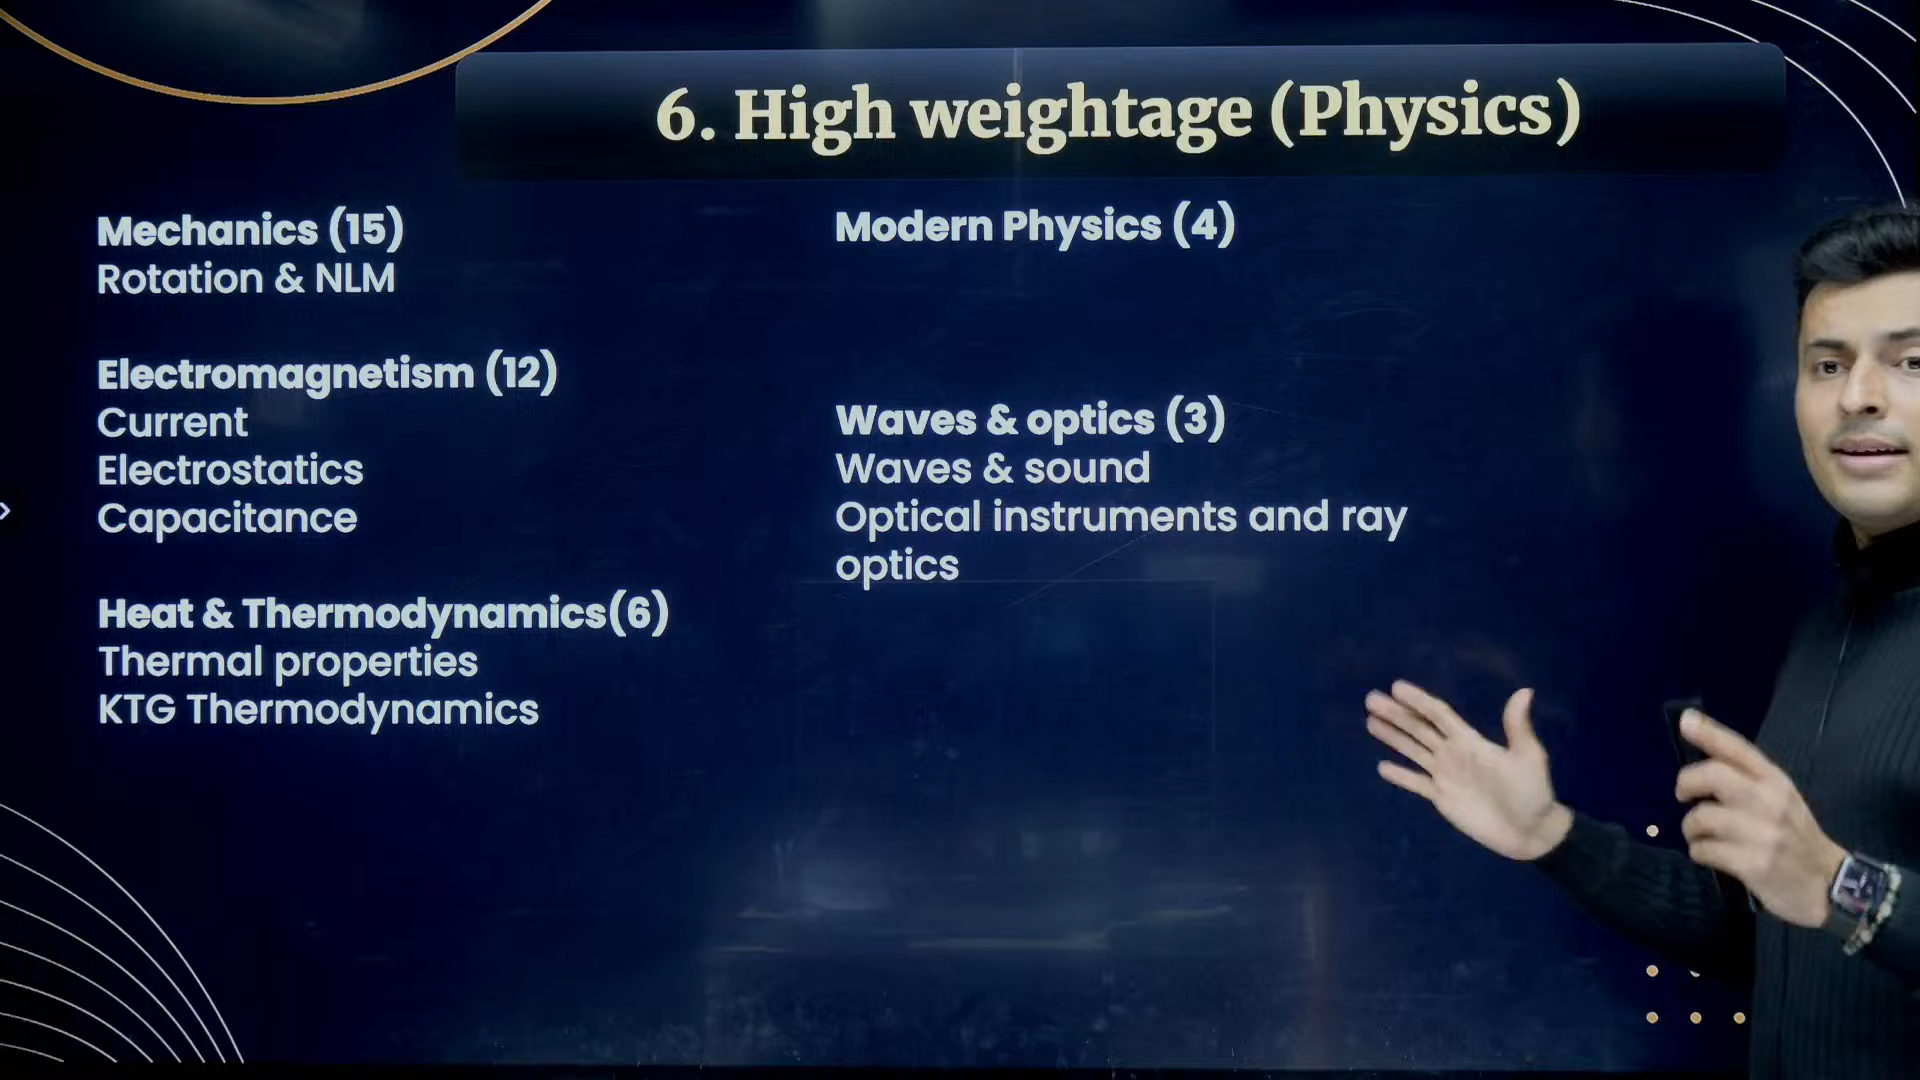 6. High weightage (Physics)
Mechanics (15)
Rotation & NLM
Electromagnetism (12)
Current
Electrostatics
Capacitance
Heat & Thermodynamics(6)
Thermal properties
KTG Thermodynamics
Modern Physics (4)
Waves & optics (3)
Waves & sound
Optical instruments and ray
optics